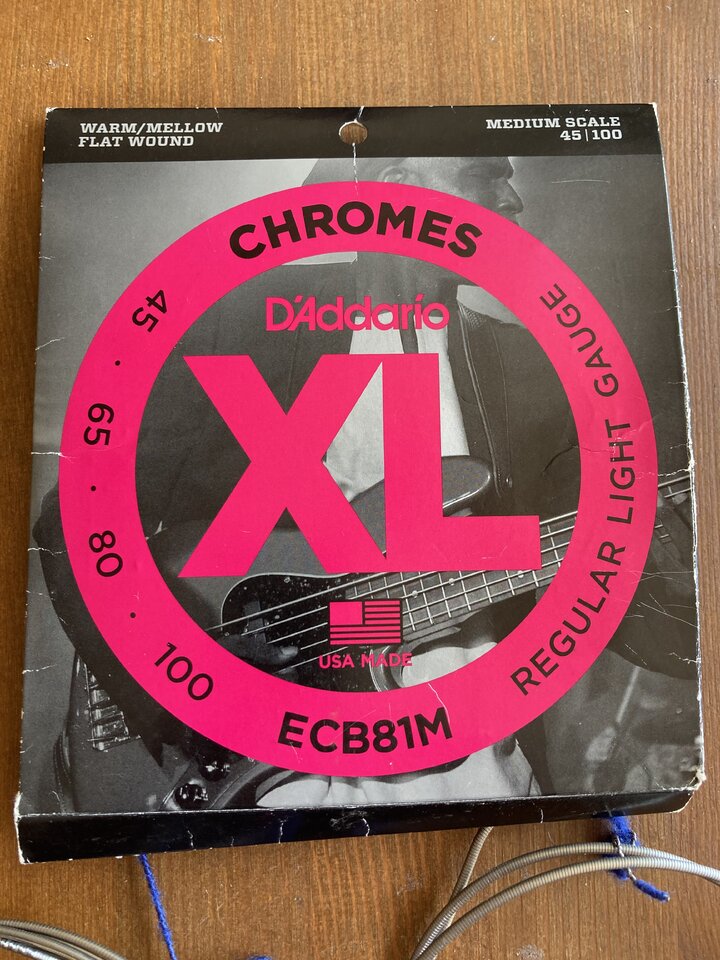 WARM/MELLOW
FLAT WOUND
MEDIUM SCALE
45|100
CHROMES
D'Addario
XL
45 · 65 · 80 · 100
REGULAR LIGHT GAUGE
USA MADE
ECB81M